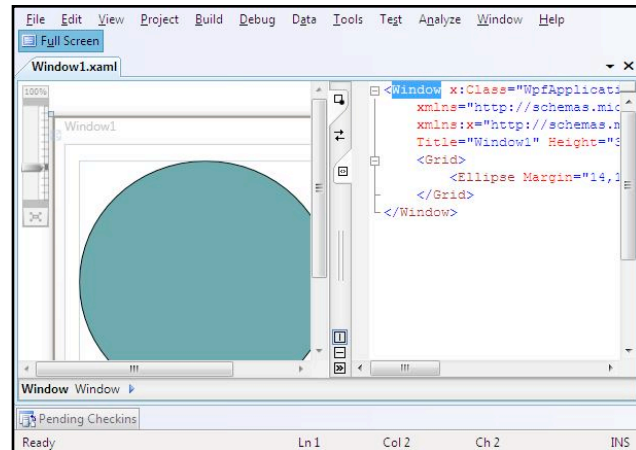 File Edit View Project Build Debug Data Tools Test Analyze Window Help
Full Screen
Window1.xaml
100%
Window1
<Window x:Class="WpfApplicati
xmlns="http://schemas.mic
xmlns:x="http://schemas.m
Title="Window1" Height="3
<Grid>
<Ellipse Margin="14,1
</Grid>
</Window>
Window Window
Pending Checkins
Ready Ln 1 Col 2 Ch 2 INS